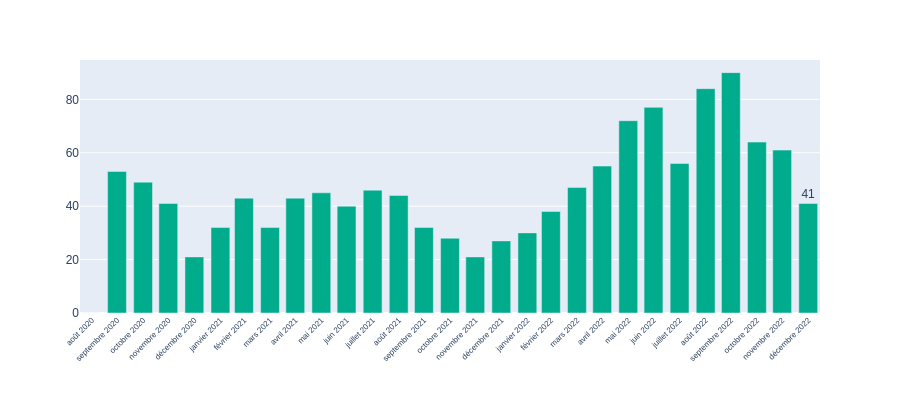 80
60
40
20
0
41
août 2020
septembre 2020
octobre 2020
novembre 2020
décembre 2020
janvier 2021
février 2021
mars 2021
avril 2021
mai 2021
juin 2021
juillet 2021
août 2021
septembre 2021
octobre 2021
novembre 2021
décembre 2021
janvier 2022
février 2022
mars 2022
avril 2022
mai 2022
juin 2022
juillet 2022
août 2022
septembre 2022
octobre 2022
novembre 2022
décembre 2022